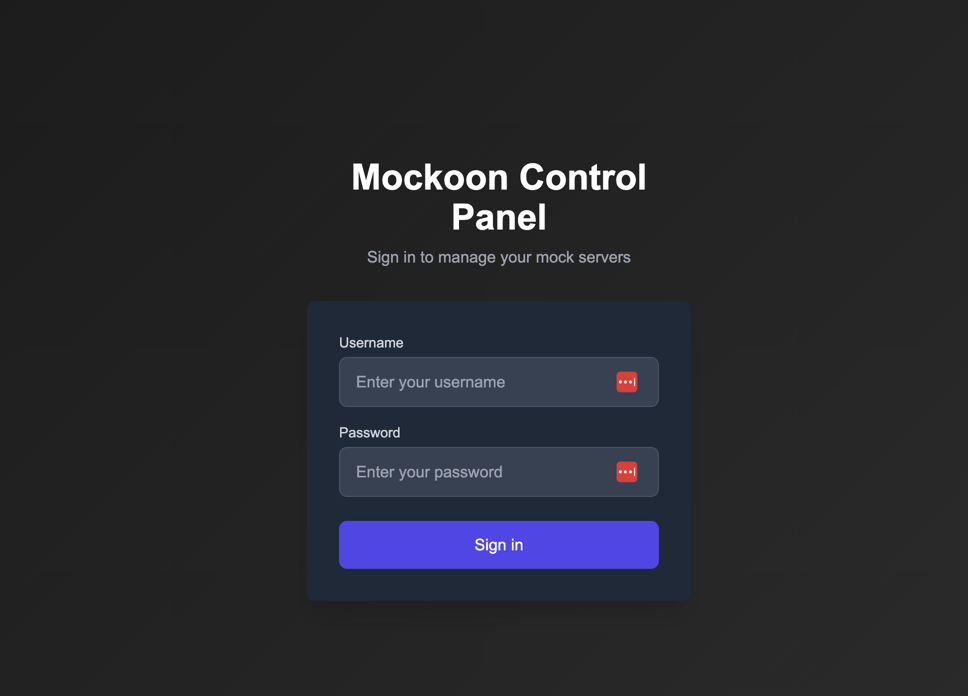 Mockoon Control
Panel
Sign in to manage your mock servers
Username
Enter your username
Password
Enter your password
Sign in